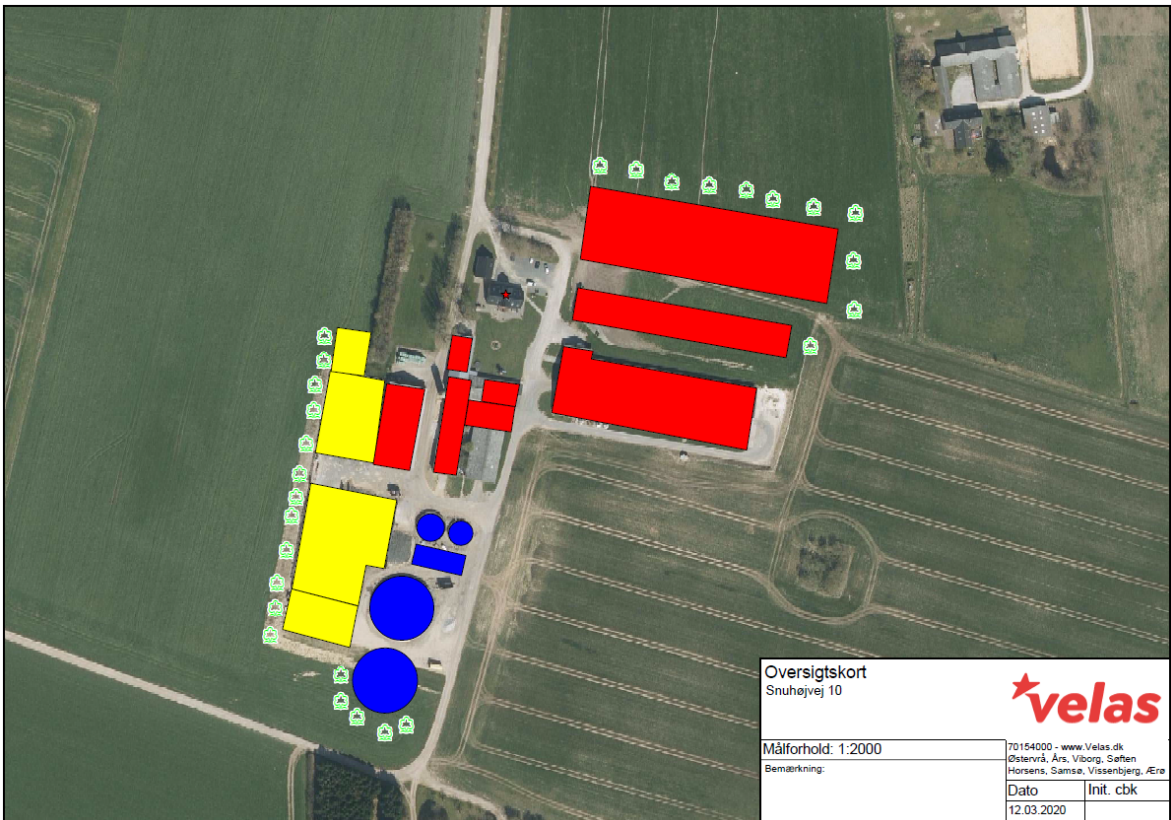 Oversigtskort
Snuhøjvej 10
velas
Målforhold: 1:2000
Bemærkning:
70154000 - www.Velas.dk
Østervrå, Års, Viborg, Søften
Horsens, Samsø, Vissenbjerg, Ærø
Dato
Init. cbk
12.03.2020